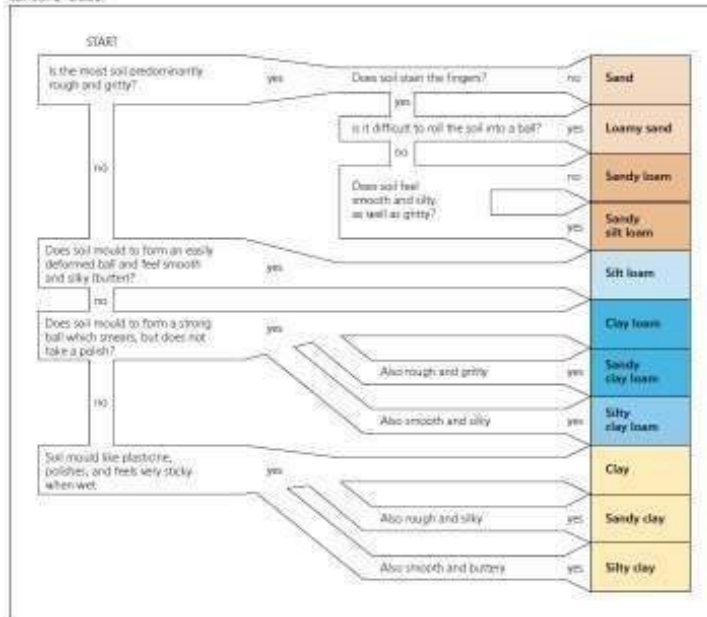 START
Is the moist soil predominantly
rough and gritty?
yes
Does soil stain the fingers?
no
Sand
yes
Is it difficult to roll the soil into a ball?
yes
Loamy sand
no
no
Does soil feel
smooth and silty,
as well as gritty?
no
Sandy loam
yes
Sandy
silt loam
Does soil mould to form an easily
deformed ball and feel smooth
and silky (butter)?
yes
Silt loam
no
Does soil mould to form a strong
ball which smears, but does not
take a polish?
yes
Clay loam
Also rough and gritty
yes
Sandy
clay loam
no
Also smooth and silky
yes
Silty
clay loam
Soil mould like plasticine,
polishes, and feels very sticky
when wet
yes
Clay
Also rough and silky
yes
Sandy clay
Also smooth and buttery
yes
Silty clay